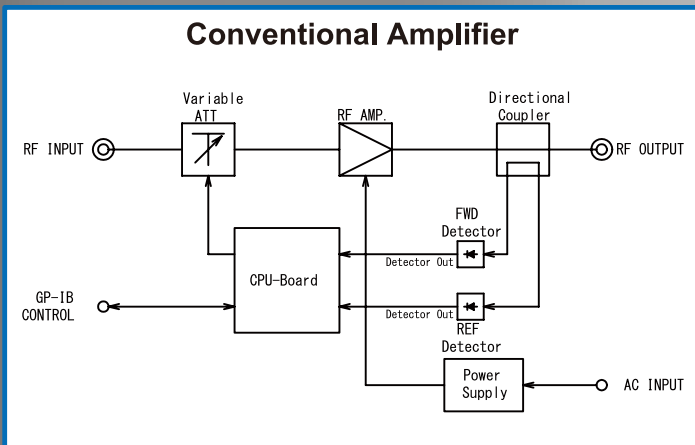 Conventional Amplifier
Variable
ATT
RF AMP.
Directional
Coupler
RF INPUT
RF OUTPUT
FWD
Detector
Detector Out
CPU-Board
GP-IB
CONTROL
Detector Out
REF
Detector
Power
Supply
AC INPUT